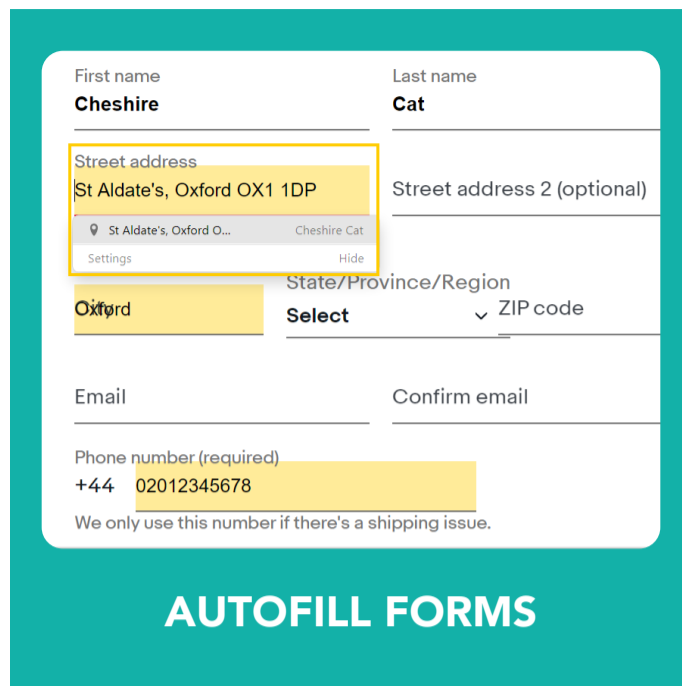 First name
Last name
Cheshire
Cat
Street address
St Aldate's, Oxford OX1 1DP
Street address 2 (optional)
St Aldate's, Oxford O...
Cheshire Cat
Settings
Hide
City
Oxford
State/Province/Region
Select
ZIP code
Email
Confirm email
Phone number (required)
+44 02012345678
We only use this number if there's a shipping issue.
AUTOFILL FORMS